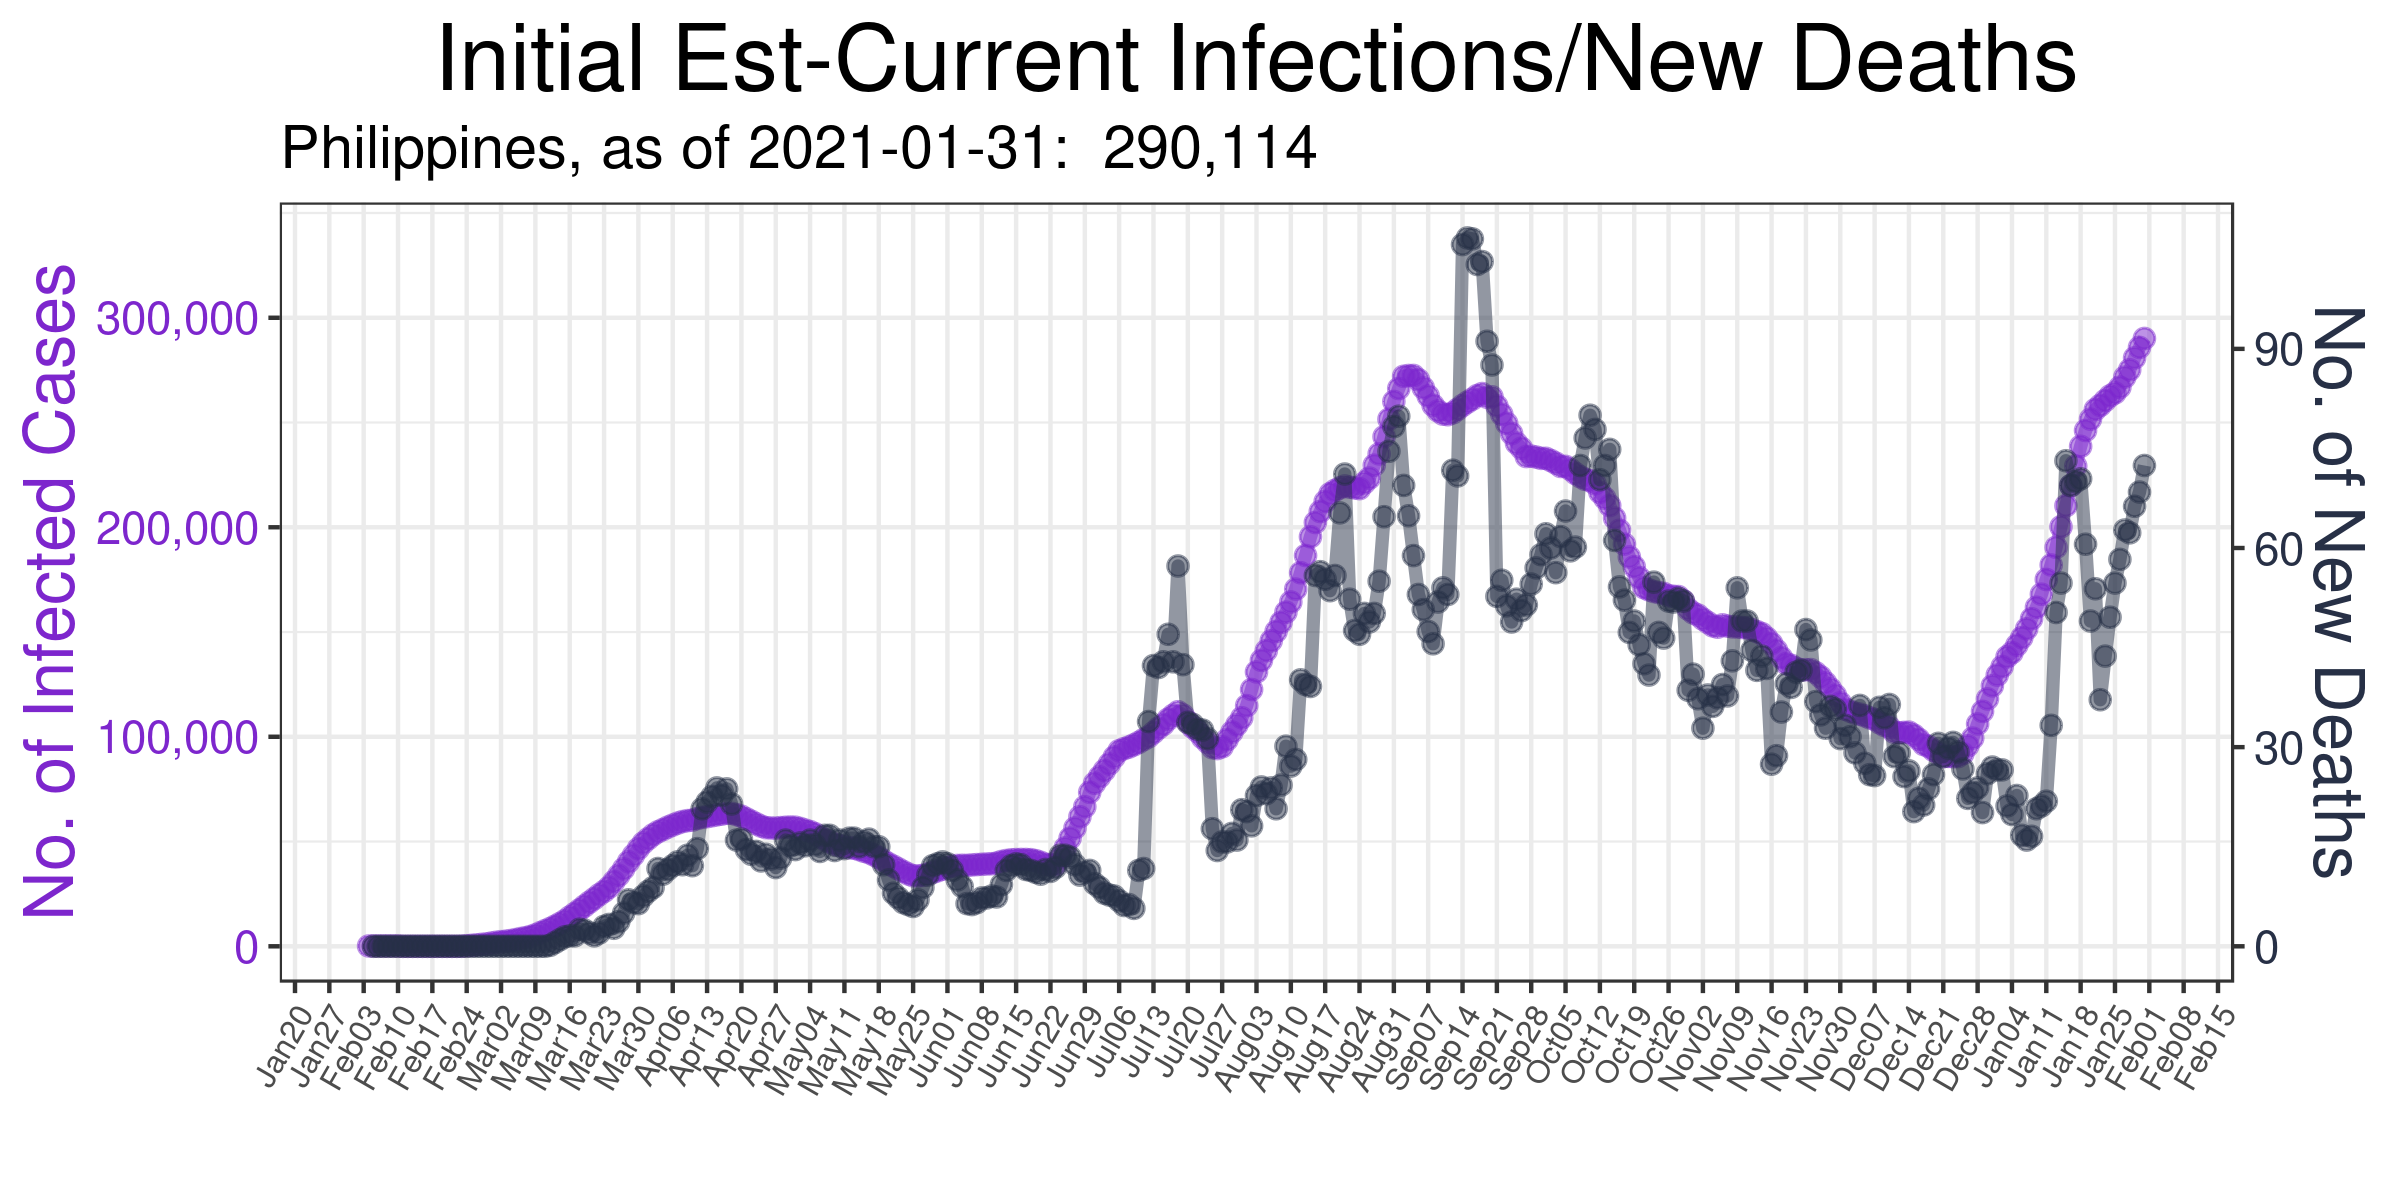 Initial Est-Current Infections/New Deaths
Philippines, as of 2021-01-31:  290,114
No. of Infected Cases
300,000
200,000
100,000
0
90
60
30
0
No. of New Deaths
Jan20
Jan27
Feb03
Feb10
Feb17
Feb24
Mar02
Mar09
Mar16
Mar23
Mar30
Apr06
Apr13
Apr20
Apr27
May04
May11
May18
May25
Jun01
Jun08
Jun15
Jun22
Jun29
Jul06
Jul13
Jul20
Jul27
Aug03
Aug10
Aug17
Aug24
Aug31
Sep07
Sep14
Sep21
Sep28
Oct05
Oct12
Oct19
Oct26
Nov02
Nov09
Nov16
Nov23
Nov30
Dec07
Dec14
Dec21
Dec28
Jan04
Jan11
Jan18
Jan25
Feb01
Feb08
Feb15